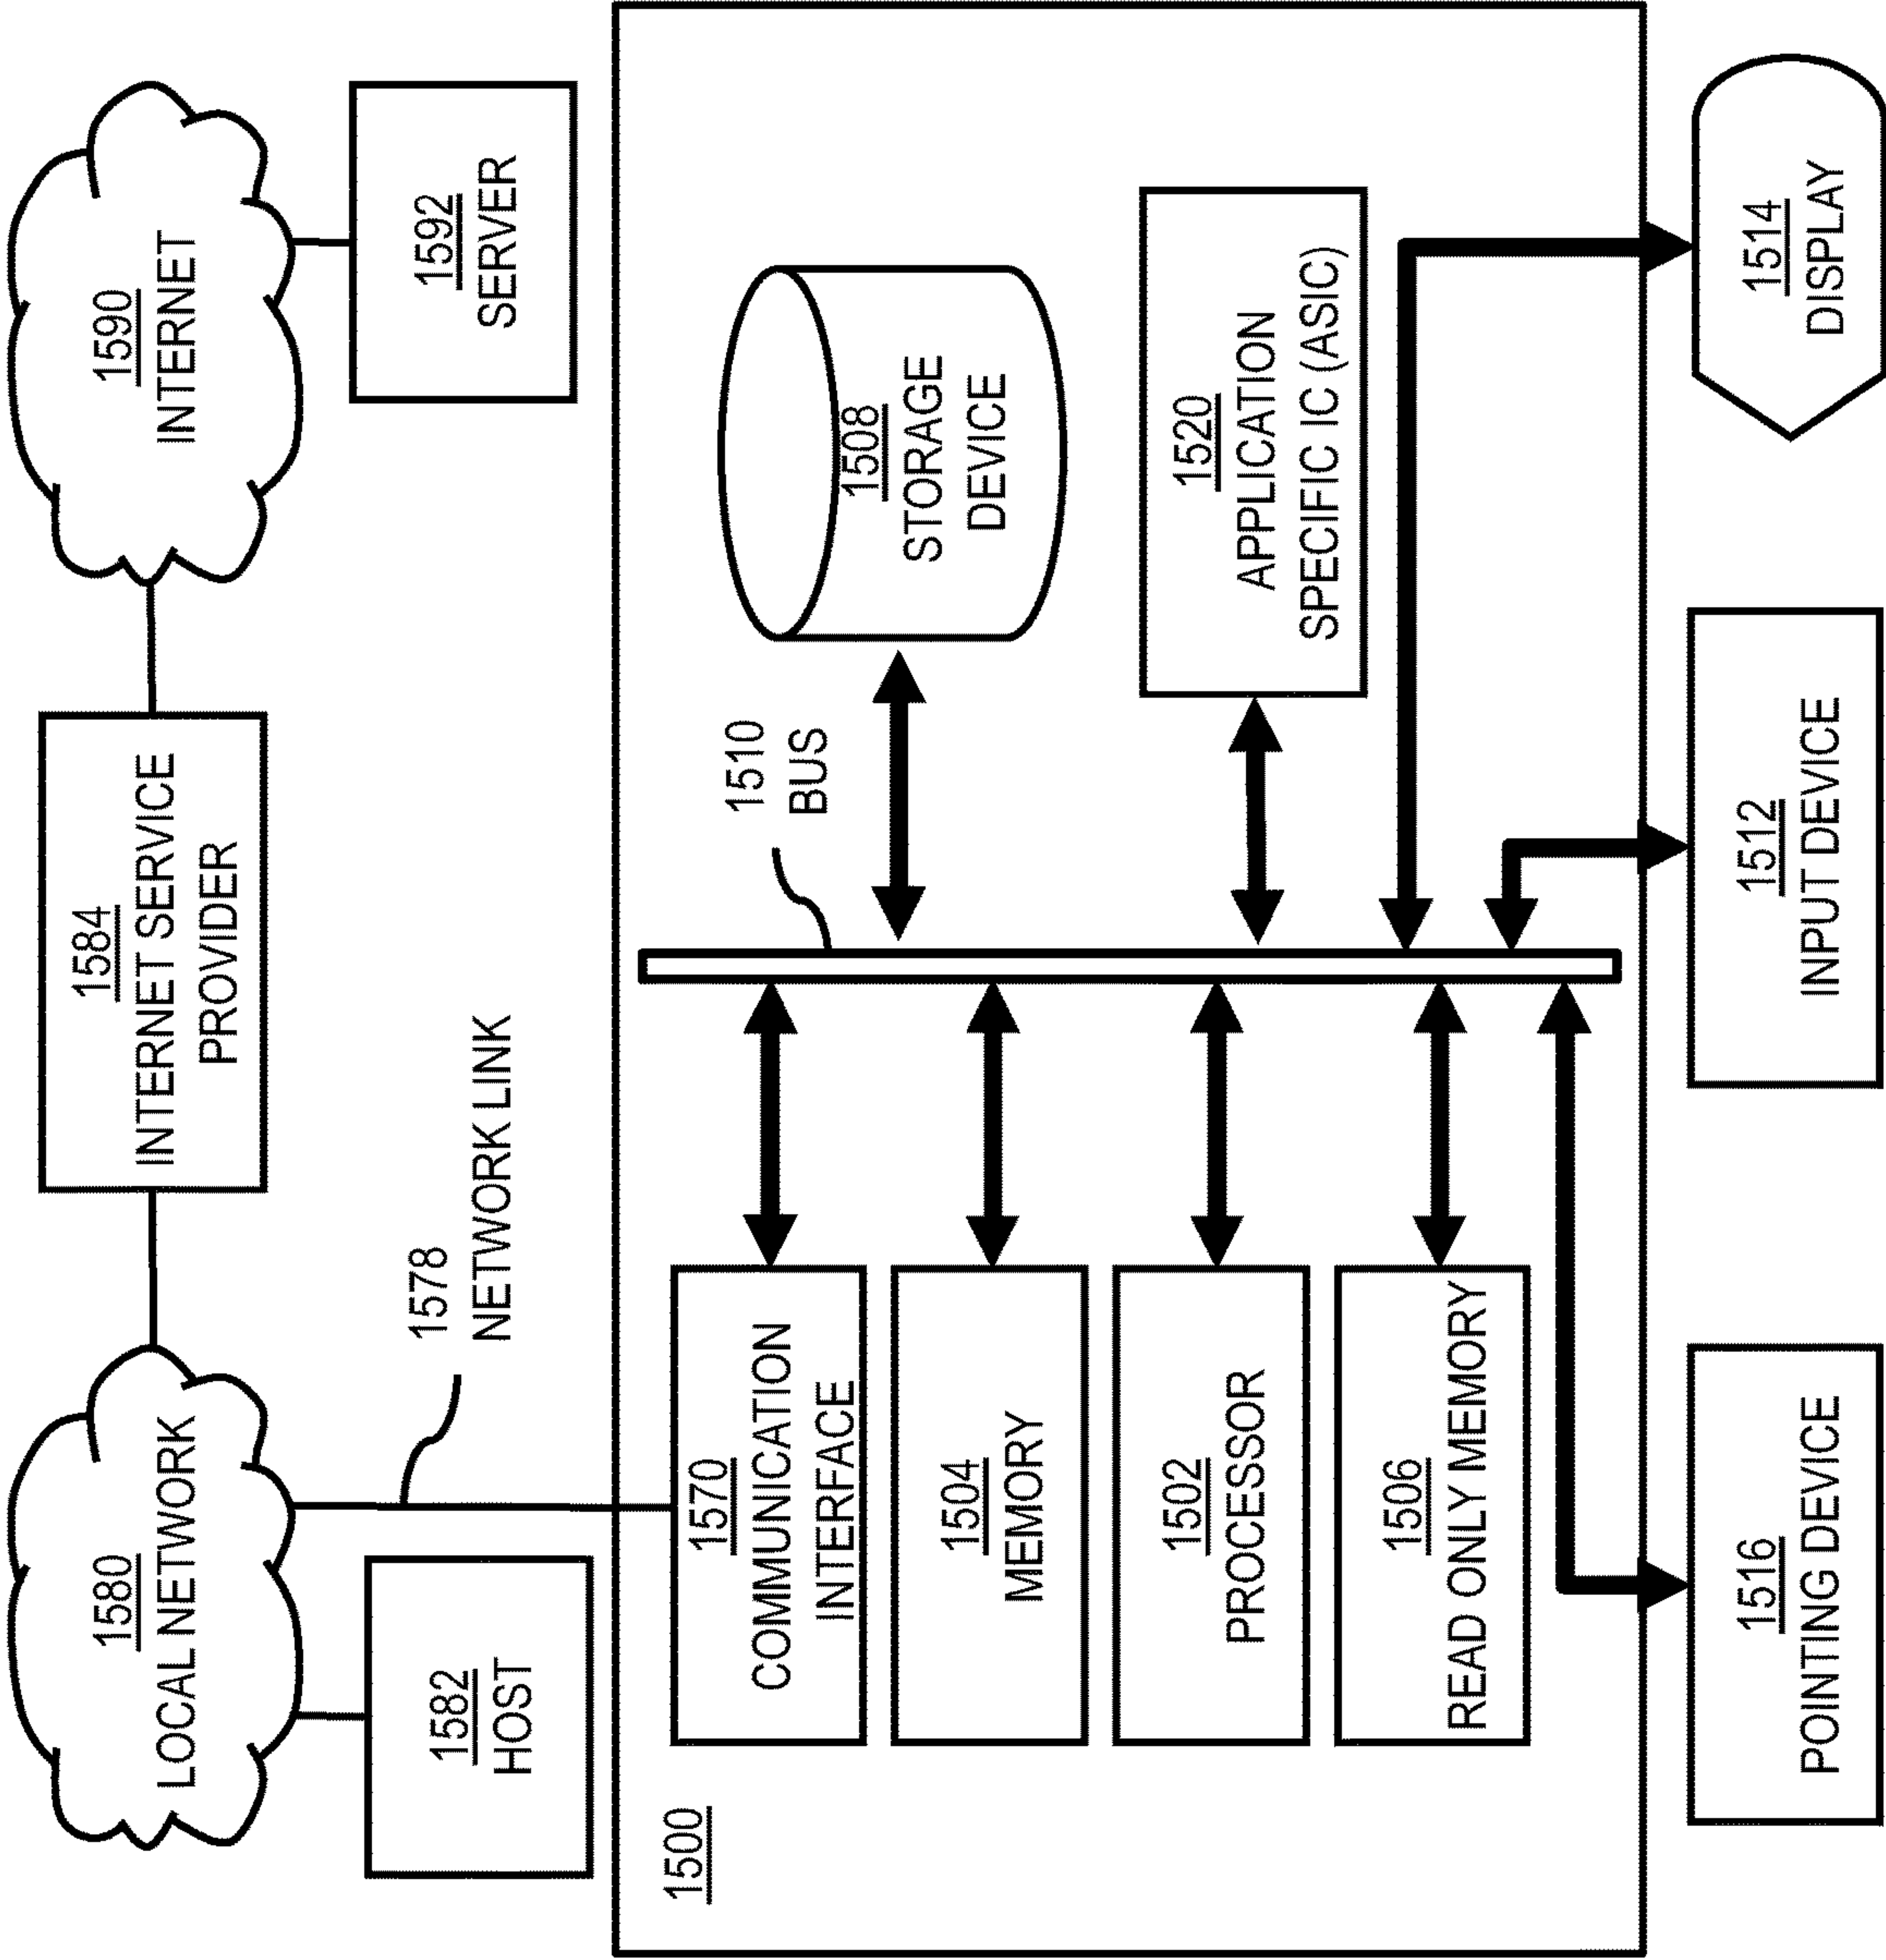 1580
LOCAL NETWORK
1584
INTERNET SERVICE
PROVIDER
1590
INTERNET
1582
HOST
1578
NETWORK LINK
1592
SERVER
1500
1570
COMMUNICATION
INTERFACE
1510
BUS
1508
STORAGE
DEVICE
1504
MEMORY
1502
PROCESSOR
1520
APPLICATION
SPECIFIC IC (ASIC)
1506
READ ONLY MEMORY
1516
POINTING DEVICE
1512
INPUT DEVICE
1514
DISPLAY